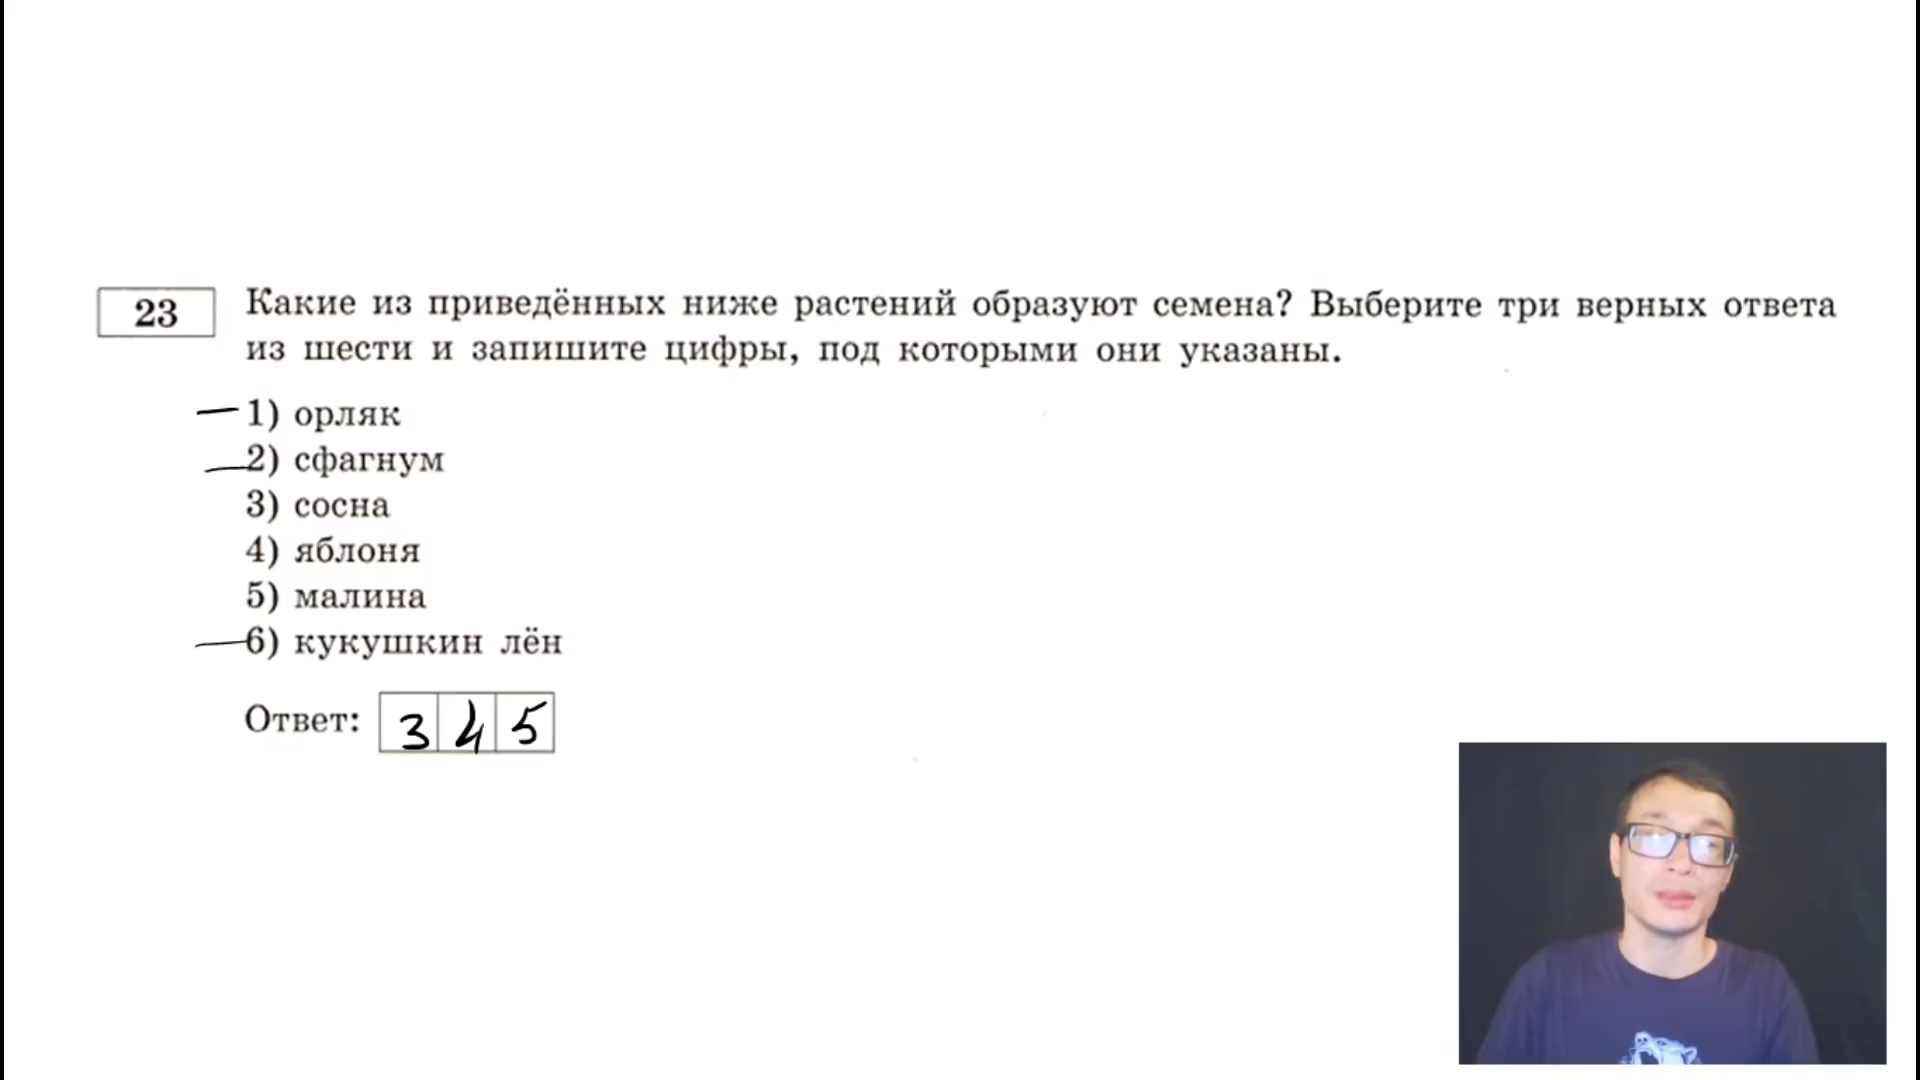 23 Какие из приведённых ниже растений образуют семена? Выберите три верных ответа
из шести и запишите цифры, под которыми они указаны.
1) орляк
2) сфагнум
3) сосна
4) яблоня
5) малина
6) кукушкин лён
Ответ: 3 4 5